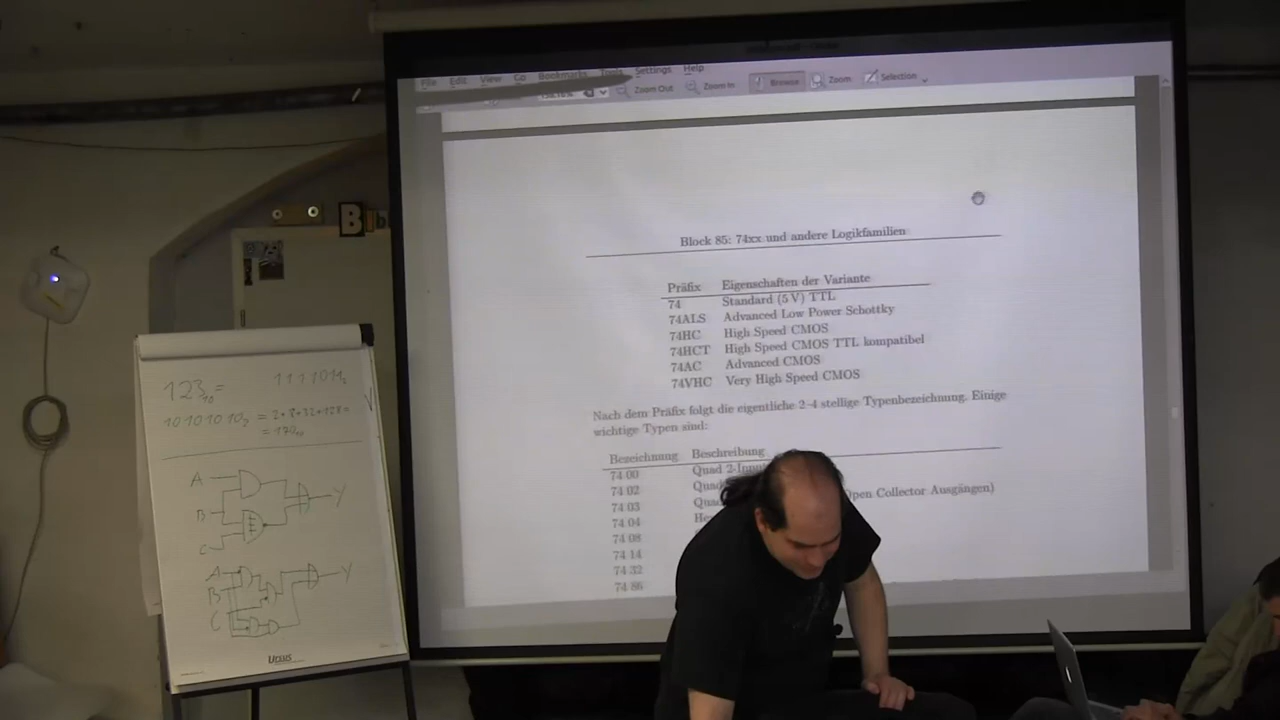 File Edit View Go Bookmarks Tools Settings Help
Zoom Out Zoom In Browse Zoom Selection
Block 85: 74xx und andere Logikfamilien
Präfix Eigenschaften der Variante
74 Standard (5 V) TTL
74ALS Advanced Low Power Schottky
74HC High Speed CMOS
74HCT High Speed CMOS TTL kompatibel
74AC Advanced CMOS
74VHC Very High Speed CMOS
Nach dem Präfix folgt die eigentliche 2–4 stellige Typenbezeichnung. Einige
wichtige Typen sind:
Bezeichnung Beschreibung
74 00 Quad 2-Inpu
74 02 Quad
74 03 Quad Open Collector Ausgängen)
74 04 He
74 08
74 14
74 32
74 86
B
123₁₀ = 1111011₂
10101010₂ = 2+8+32+128=
= 170₁₀
A
B
C
Y
A
B
C
Y